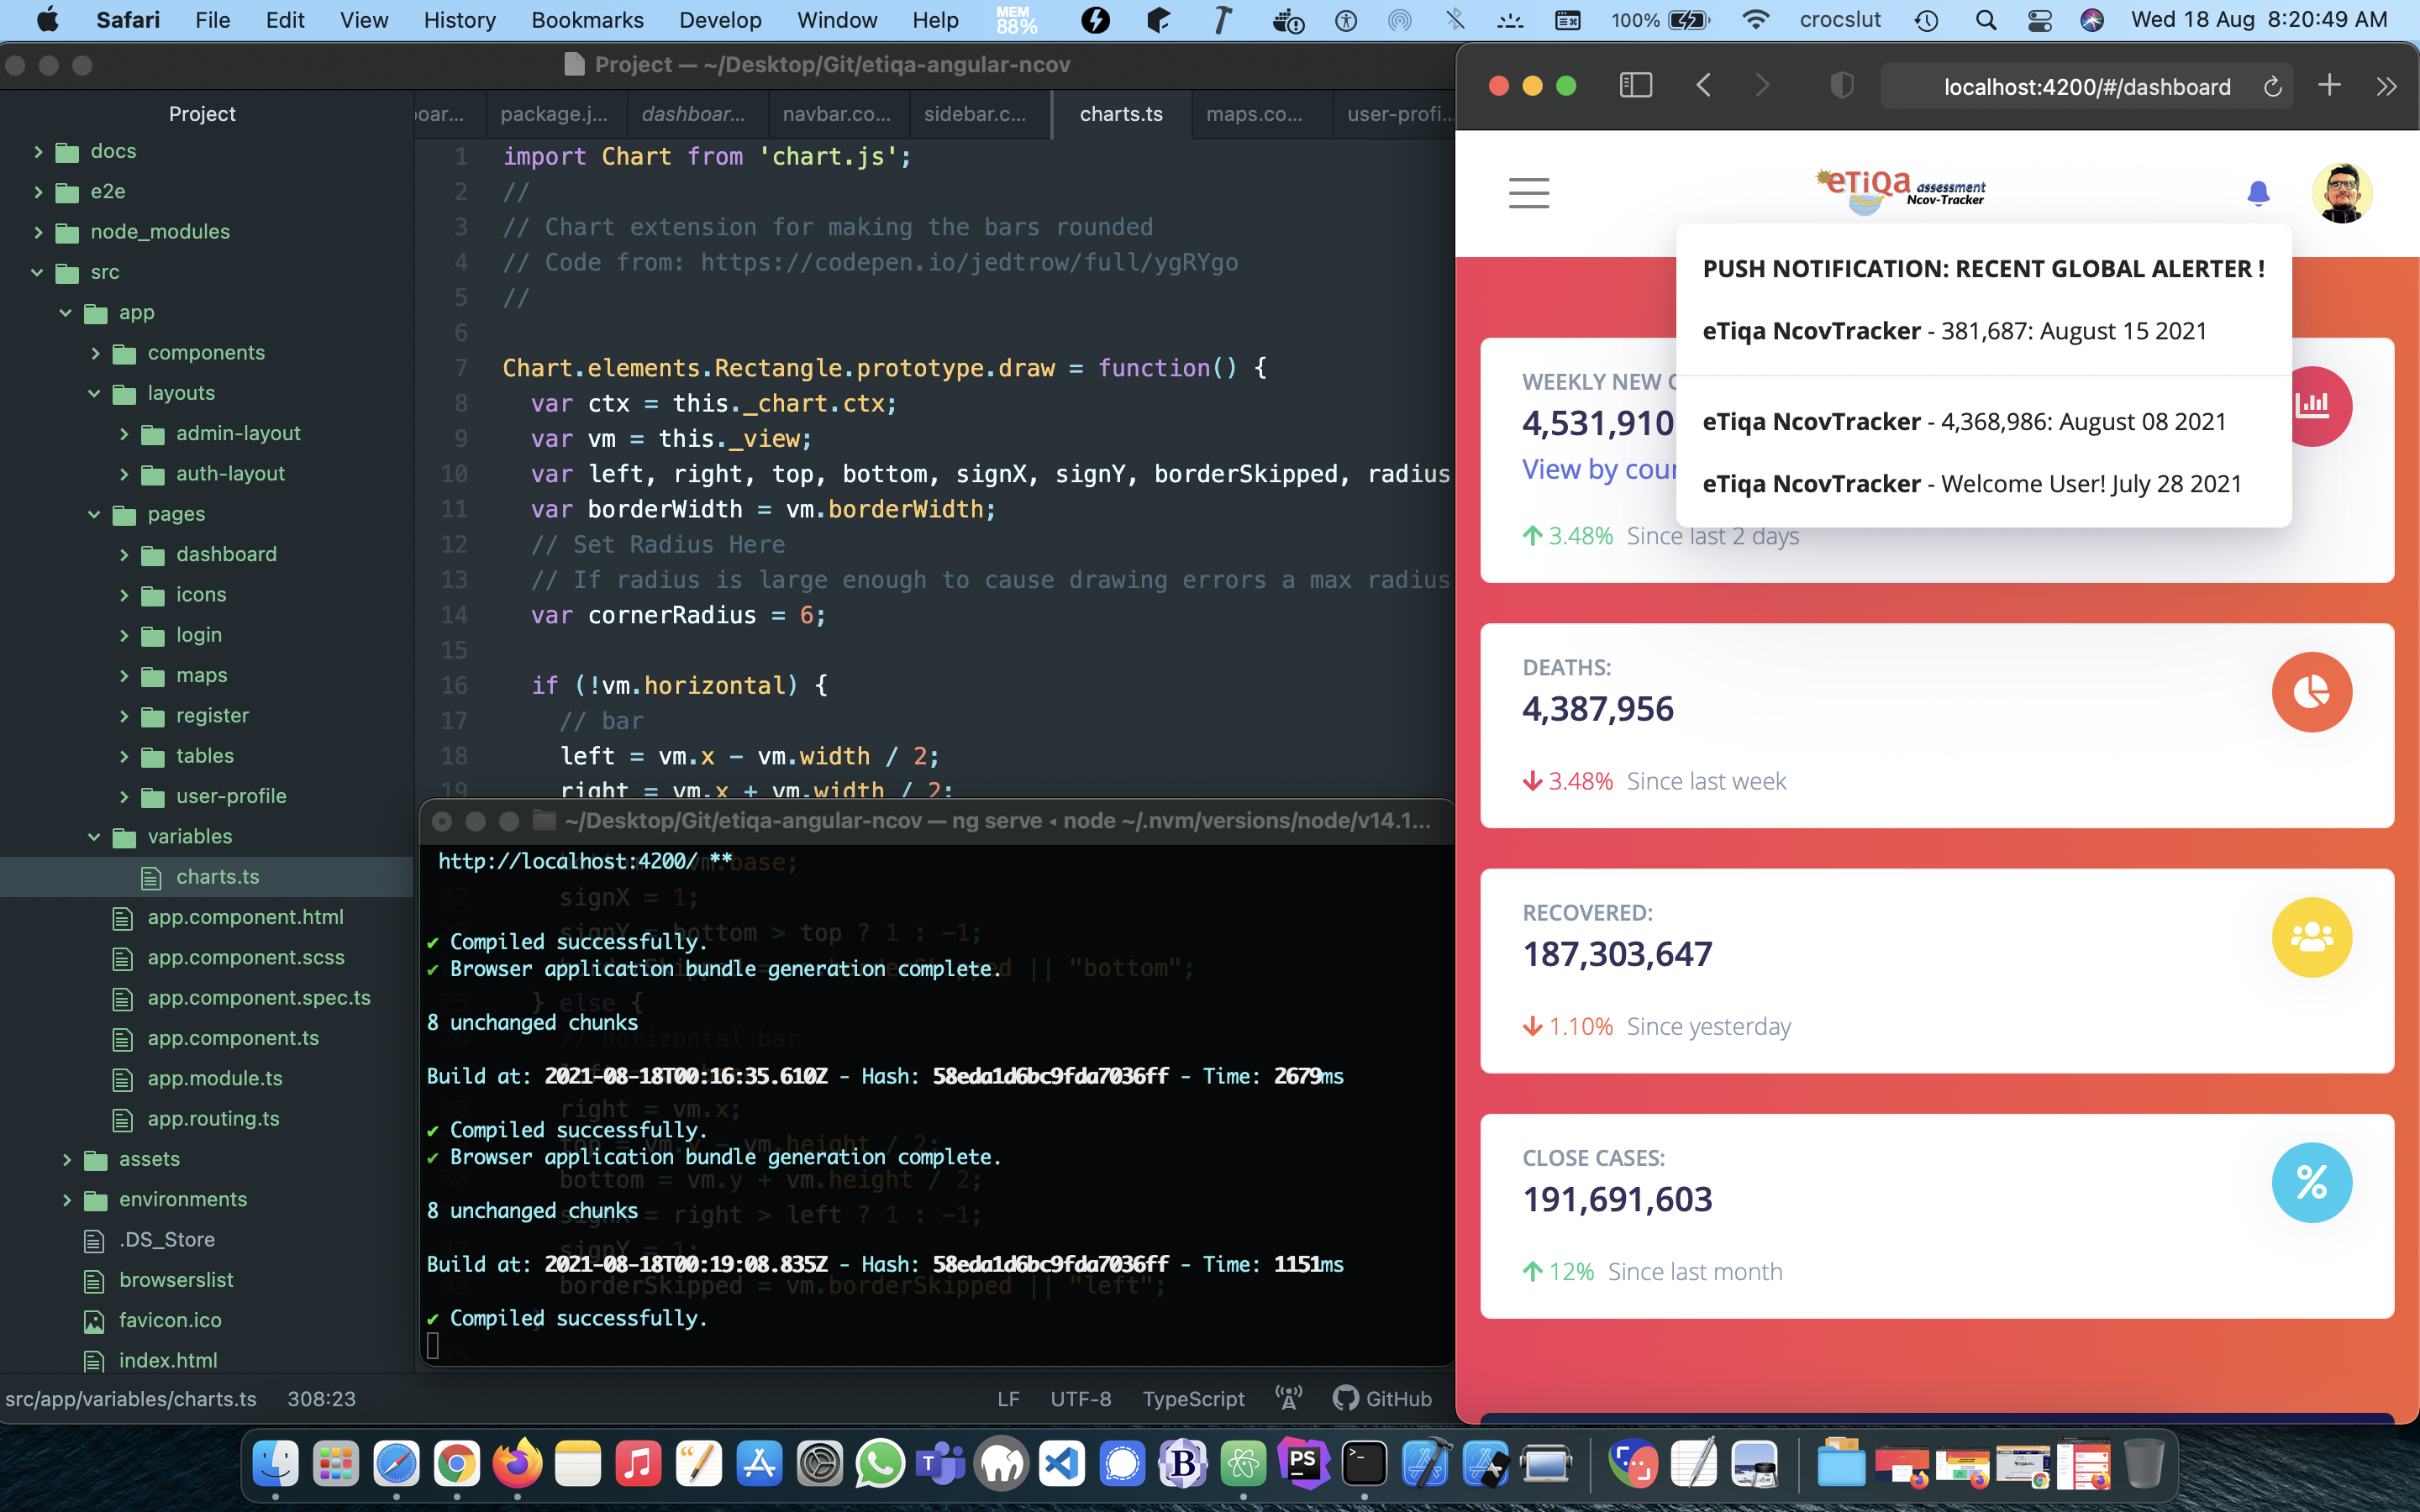 Safari File Edit View History Bookmarks Develop Window Help MEM 88% 100% crocslut Wed 18 Aug 8:20:49 AM
Project — ~/Desktop/Git/etiqa-angular-ncov
Project
docs
e2e
node_modules
src
app
components
layouts
admin-layout
auth-layout
pages
dashboard
icons
login
maps
register
tables
user-profile
variables
charts.ts
app.component.html
app.component.scss
app.component.spec.ts
app.component.ts
app.module.ts
app.routing.ts
assets
environments
.DS_Store
browserslist
favicon.ico
index.html
oar... package.j... dashboar... navbar.co... sidebar.c... charts.ts maps.co... user-profi...
1 import Chart from 'chart.js';
2 //
3 // Chart extension for making the bars rounded
4 // Code from: https://codepen.io/jedtrow/full/ygRYgo
5 //
6
7 Chart.elements.Rectangle.prototype.draw = function() {
8 var ctx = this._chart.ctx;
9 var vm = this._view;
10 var left, right, top, bottom, signX, signY, borderSkipped, radius
11 var borderWidth = vm.borderWidth;
12 // Set Radius Here
13 // If radius is large enough to cause drawing errors a max radius
14 var cornerRadius = 6;
15
16 if (!vm.horizontal) {
17 // bar
18 left = vm.x - vm.width / 2;
19 right = vm.x + vm.width / 2;
~/Desktop/Git/etiqa-angular-ncov — ng serve ◂ node ~/.nvm/versions/node/v14.1...
http://localhost:4200/ **
✔ Compiled successfully.
✔ Browser application bundle generation complete.
8 unchanged chunks
Build at: 2021-08-18T00:16:35.610Z - Hash: 58eda1d6bc9fda7036ff - Time: 2679ms
✔ Compiled successfully.
✔ Browser application bundle generation complete.
8 unchanged chunks
Build at: 2021-08-18T00:19:08.835Z - Hash: 58eda1d6bc9fda7036ff - Time: 1151ms
✔ Compiled successfully.
src/app/variables/charts.ts 308:23 LF UTF-8 TypeScript GitHub
localhost:4200/#/dashboard
eTiQa assessment
Ncov-Tracker
PUSH NOTIFICATION: RECENT GLOBAL ALERTER !
eTiqa NcovTracker - 381,687: August 15 2021
eTiqa NcovTracker - 4,368,986: August 08 2021
eTiqa NcovTracker - Welcome User! July 28 2021
WEEKLY NEW
4,531,910
View by cou
3.48% Since last 2 days
DEATHS:
4,387,956
3.48% Since last week
RECOVERED:
187,303,647
1.10% Since yesterday
CLOSE CASES:
191,691,603
%
12% Since last month